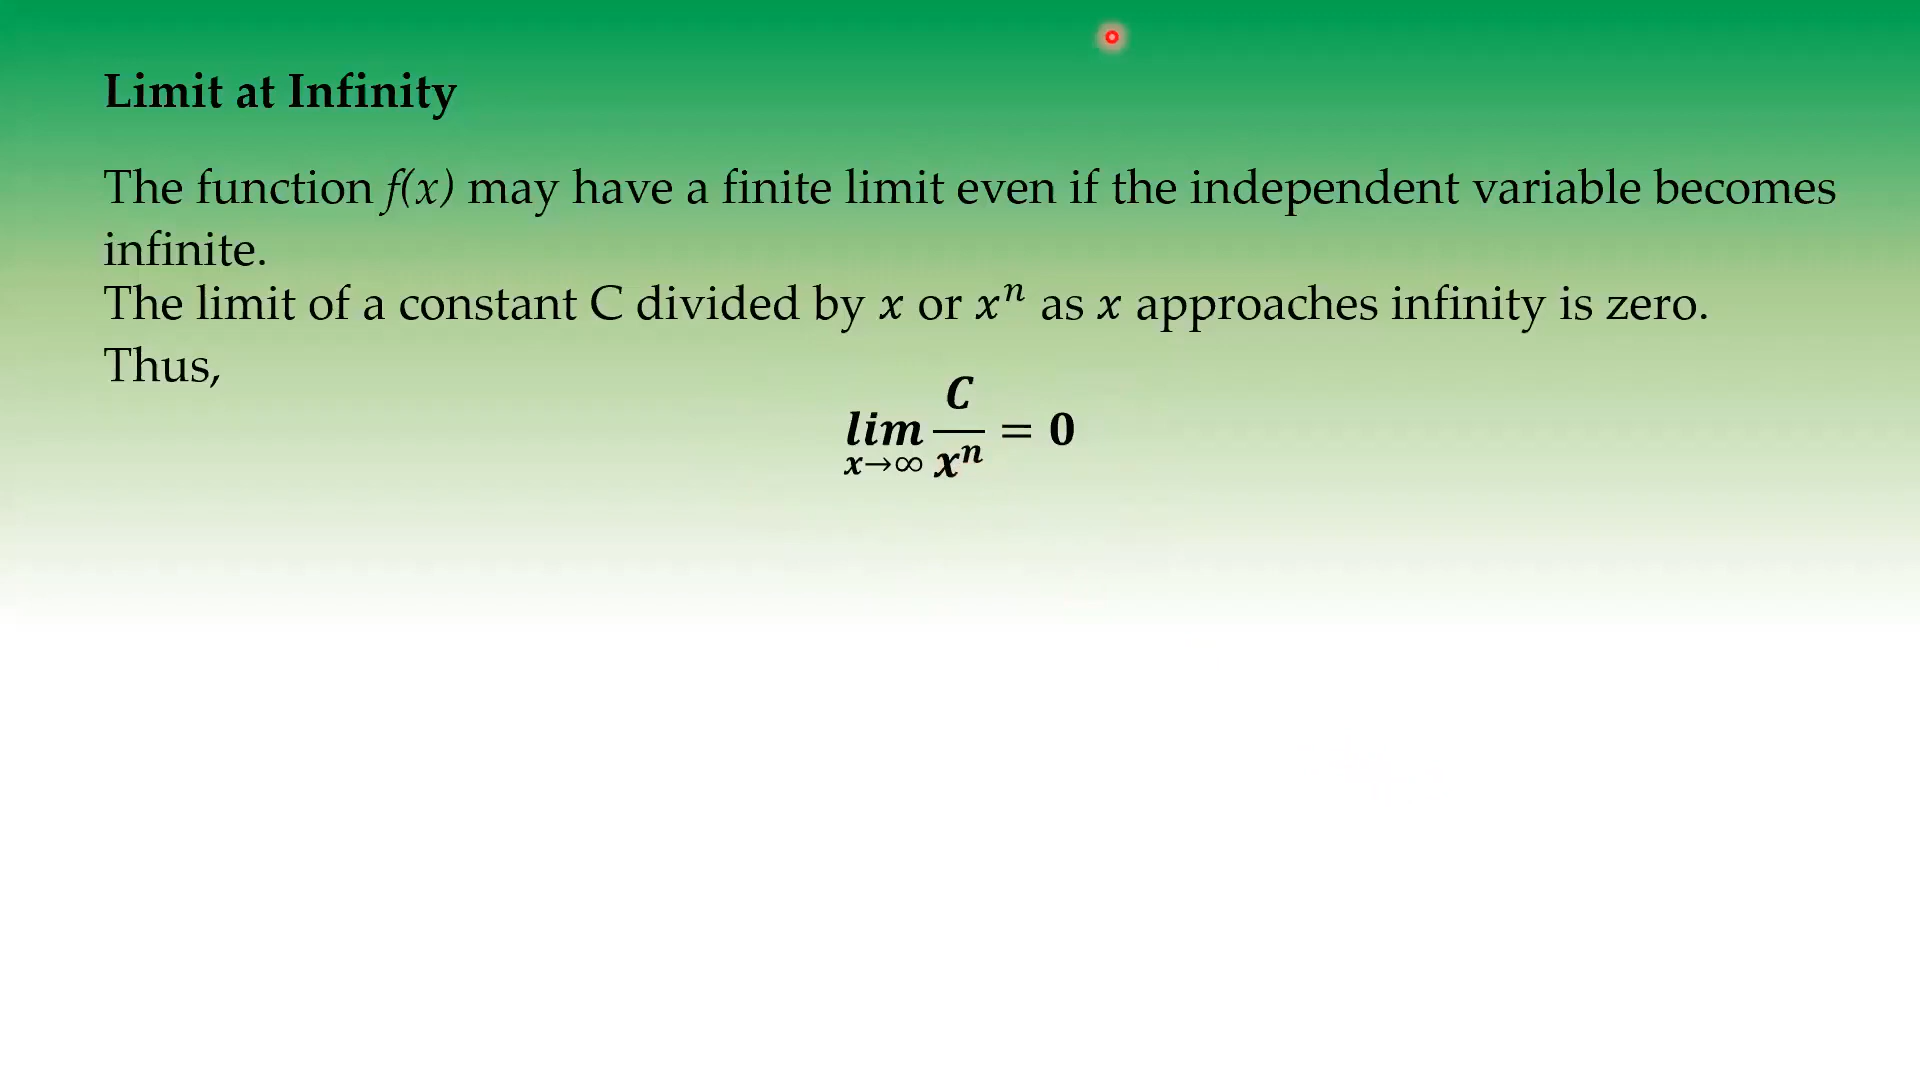 Limit at Infinity
The function f(x) may have a finite limit even if the independent variable becomes
infinite.
The limit of a constant C divided by x or xⁿ as x approaches infinity is zero.
Thus,
lim x→∞ C/xⁿ = 0